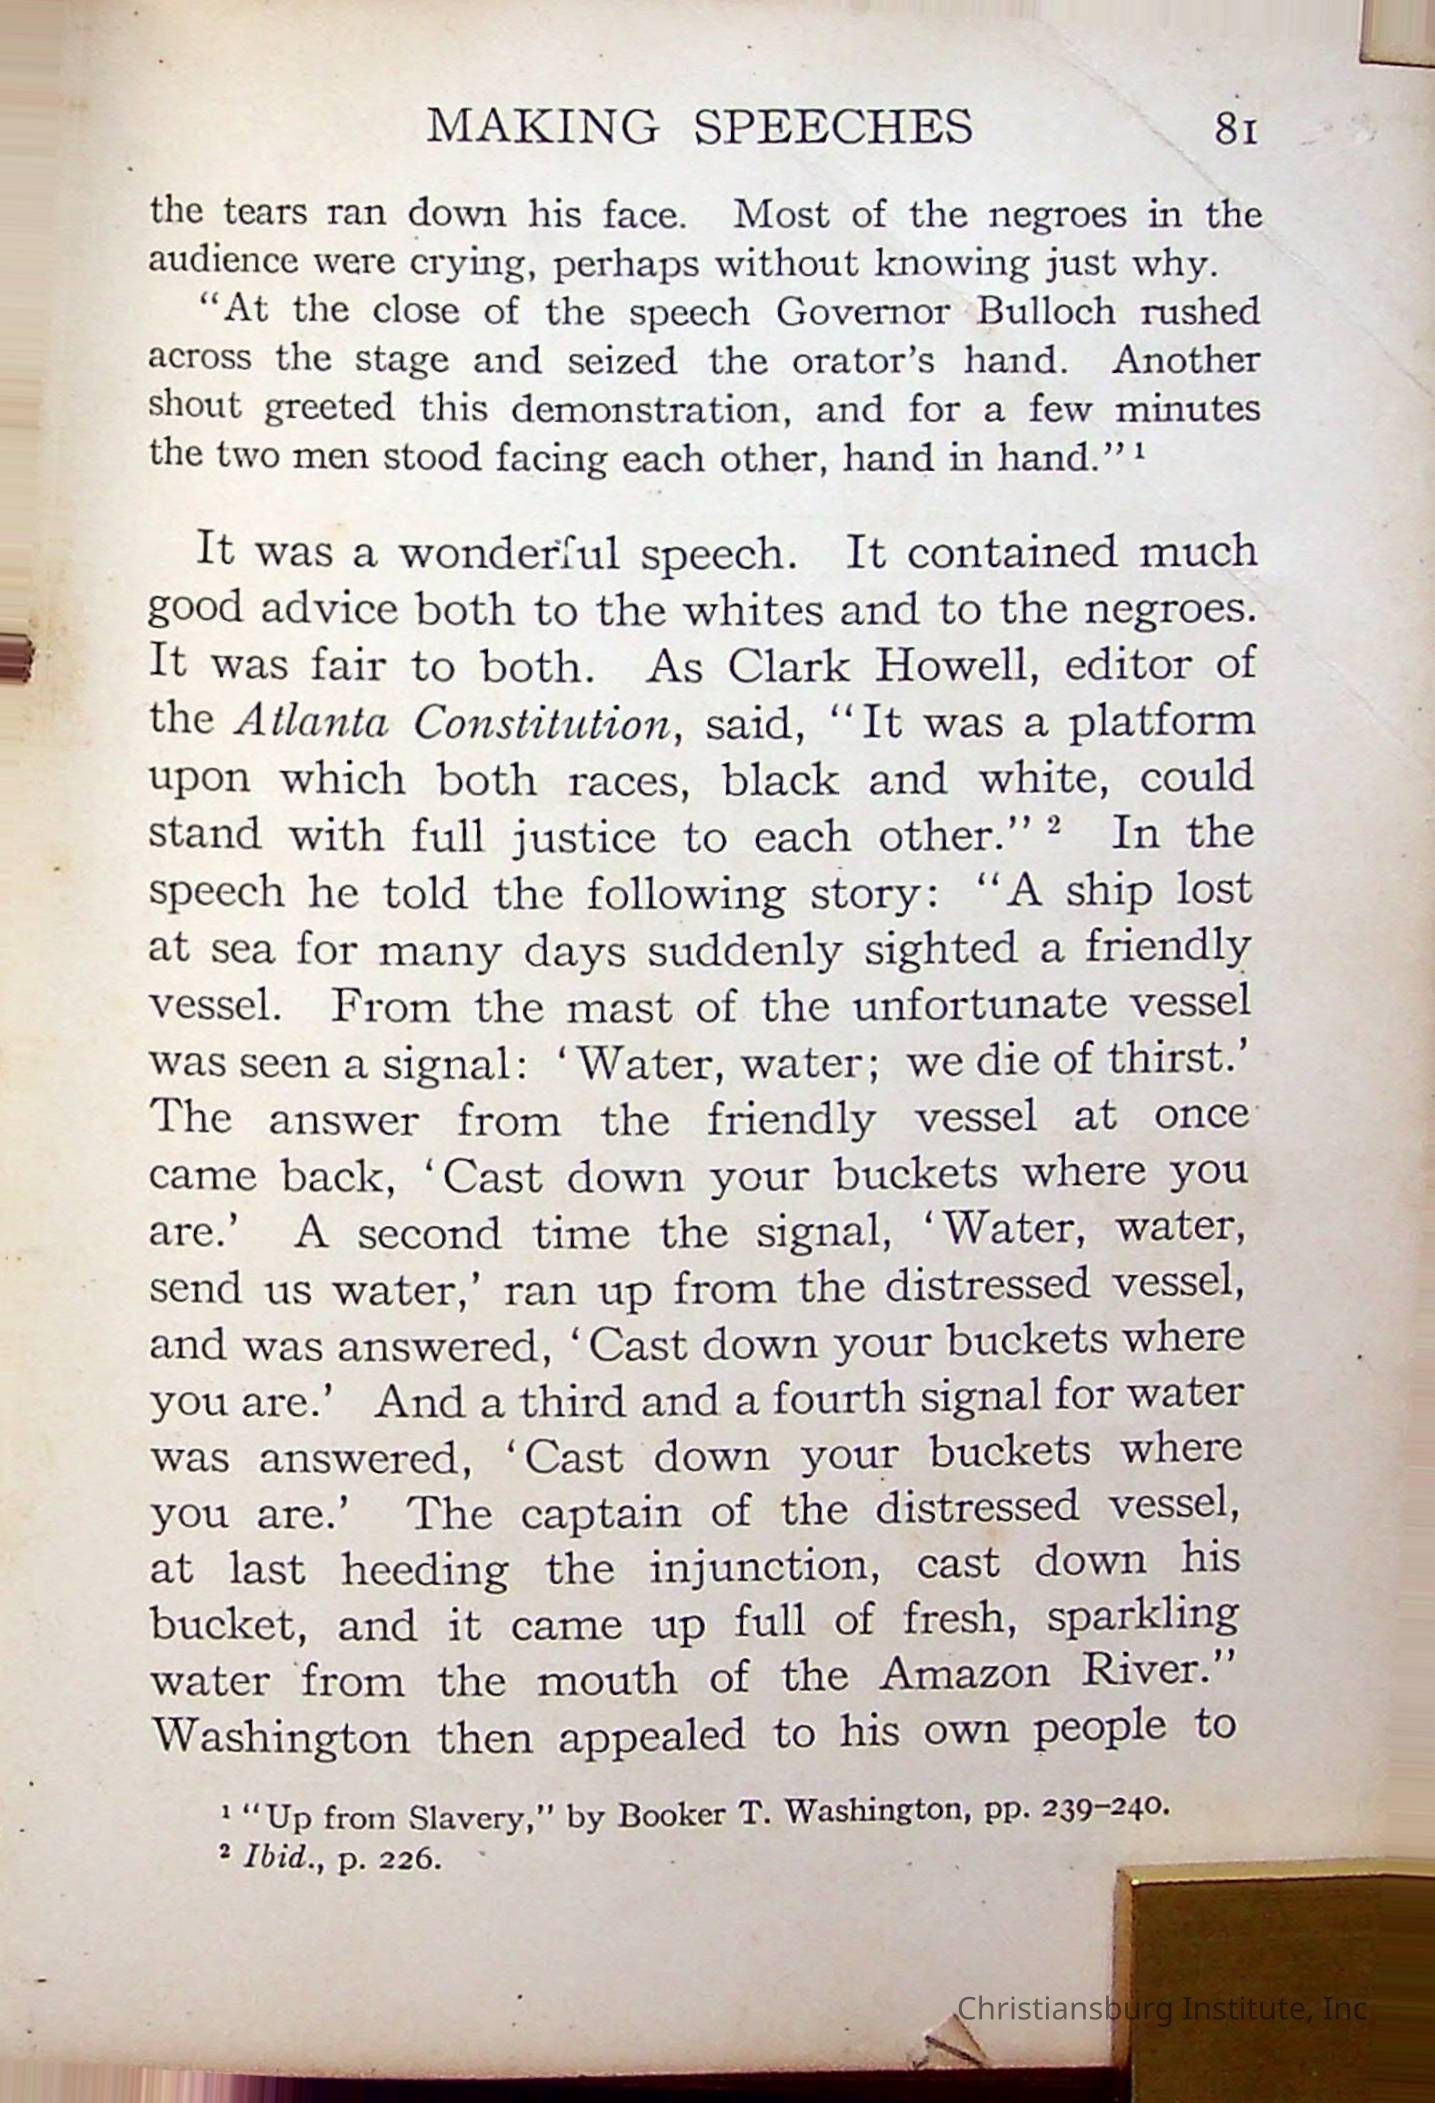 MAKING SPEECHES 81
the tears ran down his face. Most of the negroes in the
audience were crying, perhaps without knowing just why.
“At the close of the speech Governor Bulloch rushed
across the stage and seized the orator’s hand. Another
shout greeted this demonstration, and for a few minutes
the two men stood facing each other, hand in hand.” ¹
It was a wonderful speech. It contained much
good advice both to the whites and to the negroes.
It was fair to both. As Clark Howell, editor of
the Atlanta Constitution, said, “It was a platform
upon which both races, black and white, could
stand with full justice to each other.” ² In the
speech he told the following story: “A ship lost
at sea for many days suddenly sighted a friendly
vessel. From the mast of the unfortunate vessel
was seen a signal: ‘Water, water; we die of thirst.’
The answer from the friendly vessel at once
came back, ‘Cast down your buckets where you
are.’ A second time the signal, ‘Water, water,
send us water,’ ran up from the distressed vessel,
and was answered, ‘Cast down your buckets where
you are.’ And a third and a fourth signal for water
was answered, ‘Cast down your buckets where
you are.’ The captain of the distressed vessel,
at last heeding the injunction, cast down his
bucket, and it came up full of fresh, sparkling
water from the mouth of the Amazon River.”
Washington then appealed to his own people to
¹ “Up from Slavery,” by Booker T. Washington, pp. 239–240.
² Ibid., p. 226.
Christiansburg Institute, Inc